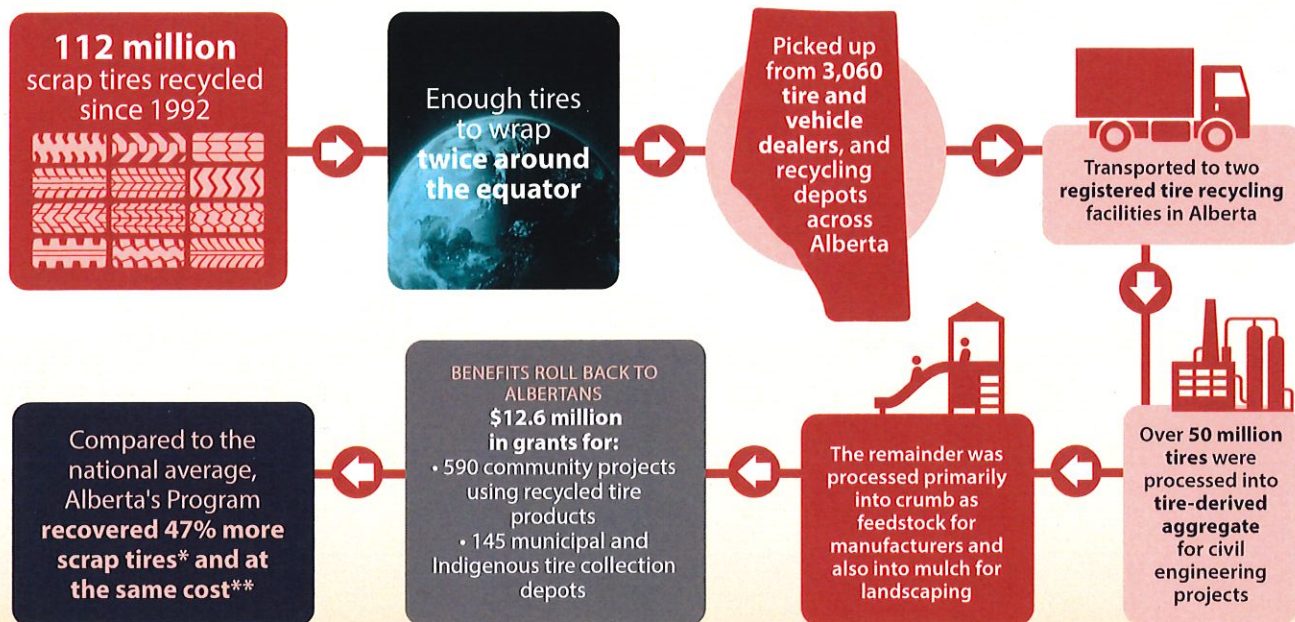 112 million
scrap tires recycled
since 1992
Enough tires
to wrap
twice around
the equator
Picked up
from 3,060
tire and
vehicle
dealers, and
recycling
depots
across
Alberta
Transported to two
registered tire recycling
facilities in Alberta
Over 50 million
tires were
processed into
tire-derived
aggregate
for civil
engineering
projects
The remainder was
processed primarily
into crumb as
feedstock for
manufacturers and
also into mulch for
landscaping
BENEFITS ROLL BACK TO
ALBERTANS
$12.6 million
in grants for:
• 590 community projects
using recycled tire
products
• 145 municipal and
Indigenous tire collection
depots
Compared to the
national average,
Alberta's Program
recovered 47% more
scrap tires* and at
the same cost**